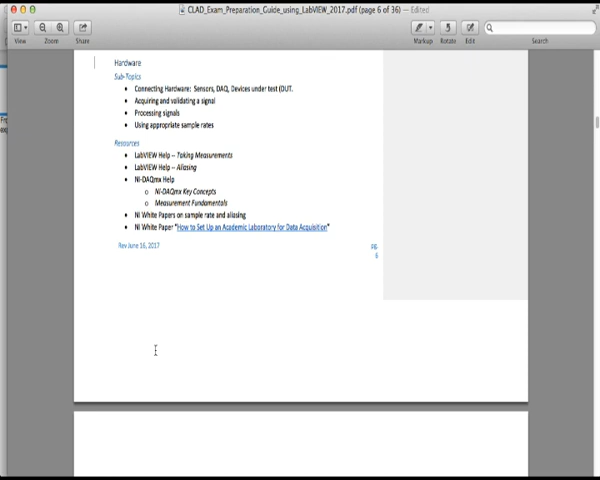 CLAD_Exam_Preparation_Guide_using_LabVIEW_2017.pdf (page 6 of 36) — Edited
View Zoom Share Markup Rotate Edit Search
Hardware
Sub-Topics
• Connecting Hardware: Sensors, DAQ, Devices under test (DUT.
• Acquiring and validating a signal
• Processing signals
• Using appropriate sample rates
Resources
• LabVIEW Help – Taking Measurements
• LabVIEW Help – Aliasing
• NI-DAQmx Help
o NI-DAQmx Key Concepts
o Measurement Fundamentals
• NI White Papers on sample rate and aliasing
• NI White Paper "How to Set Up an Academic Laboratory for Data Acquisition"
Rev June 16, 2017 pg.
6